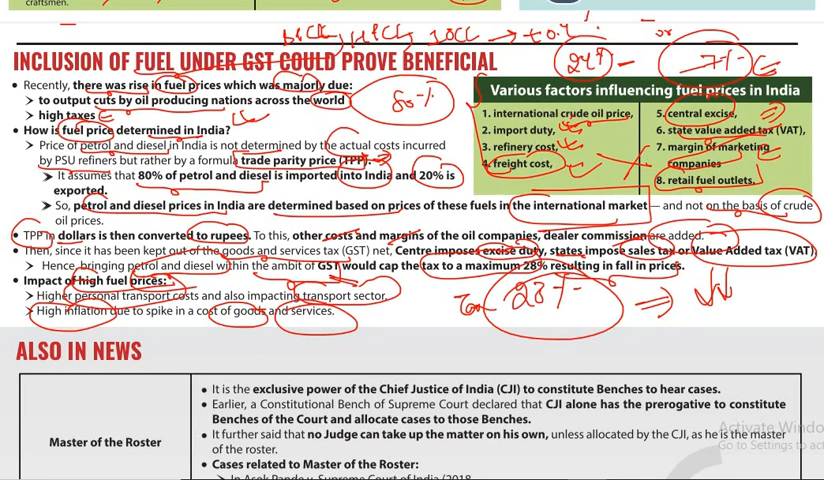 craftsmen.
INCLUSION OF FUEL UNDER GST COULD PROVE BENEFICIAL
• Recently, there was rise in fuel prices which was majorly due:
➤ to output cuts by oil producing nations across the world
➤ high taxes
• How is fuel price determined in India?
➤ Price of petrol and diesel in India is not determined by the actual costs incurred
by PSU refiners but rather by a formula trade parity price (TPP).
➤ It assumes that 80% of petrol and diesel is imported into India and 20% is
exported.
➤ So, petrol and diesel prices in India are determined based on prices of these fuels in the international market — and not on the basis of crude
oil prices.
• TPP in dollars is then converted to rupees. To this, other costs and margins of the oil companies, dealer commission are added.
• Then, since it has been kept out of the goods and services tax (GST) net, Centre imposes excise duty, states impose sales tax or Value Added tax (VAT)
➤ Hence, bringing petrol and diesel within the ambit of GST would cap the tax to a maximum 28% resulting in fall in prices.
• Impact of high fuel prices:
➤ Higher personal transport costs and also impacting transport sector.
➤ High inflation due to spike in a cost of goods and services.
Various factors influencing fuel prices in India
1. international crude oil price,
2. import duty,
3. refinery cost,
4. freight cost,
5. central excise,
6. state value added tax (VAT),
7. margin of marketing
companies
8. retail fuel outlets.
80%
28%
ALSO IN NEWS
Master of the Roster
• It is the exclusive power of the Chief Justice of India (CJI) to constitute Benches to hear cases.
• Earlier, a Constitutional Bench of Supreme Court declared that CJI alone has the prerogative to constitute
Benches of the Court and allocate cases to those Benches.
• It further said that no Judge can take up the matter on his own, unless allocated by the CJI, as he is the master
of the roster.
• Cases related to Master of the Roster:
Activate Windo
Go to Settings to act